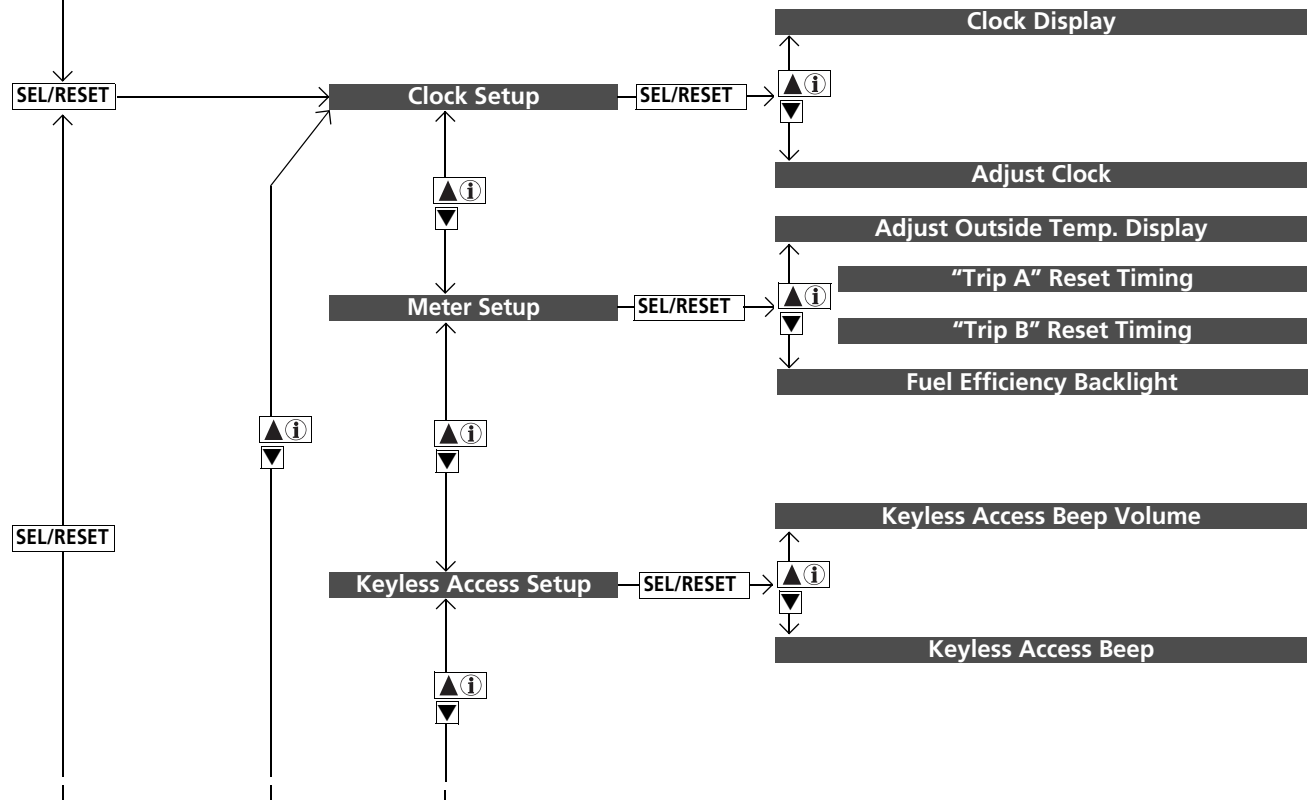 Clock Display
SEL/RESET
Clock Setup
SEL/RESET
▲ⓘ
▼
Adjust Clock
▲ⓘ
▼
Adjust Outside Temp. Display
“Trip A” Reset Timing
Meter Setup
SEL/RESET
▲ⓘ
▼
“Trip B” Reset Timing
Fuel Efficiency Backlight
▲ⓘ
▼
▲ⓘ
▼
Keyless Access Beep Volume
SEL/RESET
Keyless Access Setup
SEL/RESET
▲ⓘ
▼
Keyless Access Beep
▲ⓘ
▼